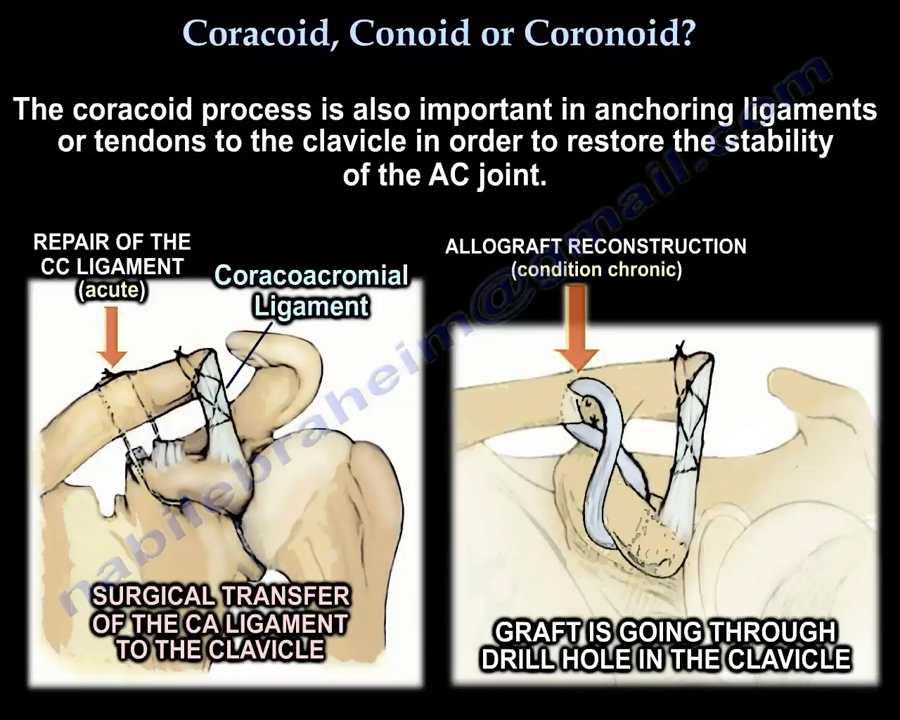 Coracoid, Conoid or Coronoid?
The coracoid process is also important in anchoring ligaments
or tendons to the clavicle in order to restore the stability
of the AC joint.
REPAIR OF THE
CC LIGAMENT
(acute)
Coracoacromial
Ligament
SURGICAL TRANSFER
OF THE CA LIGAMENT
TO THE CLAVICLE
ALLOGRAFT RECONSTRUCTION
(condition chronic)
GRAFT IS GOING THROUGH
DRILL HOLE IN THE CLAVICLE
nabilebraheim@gmail.com